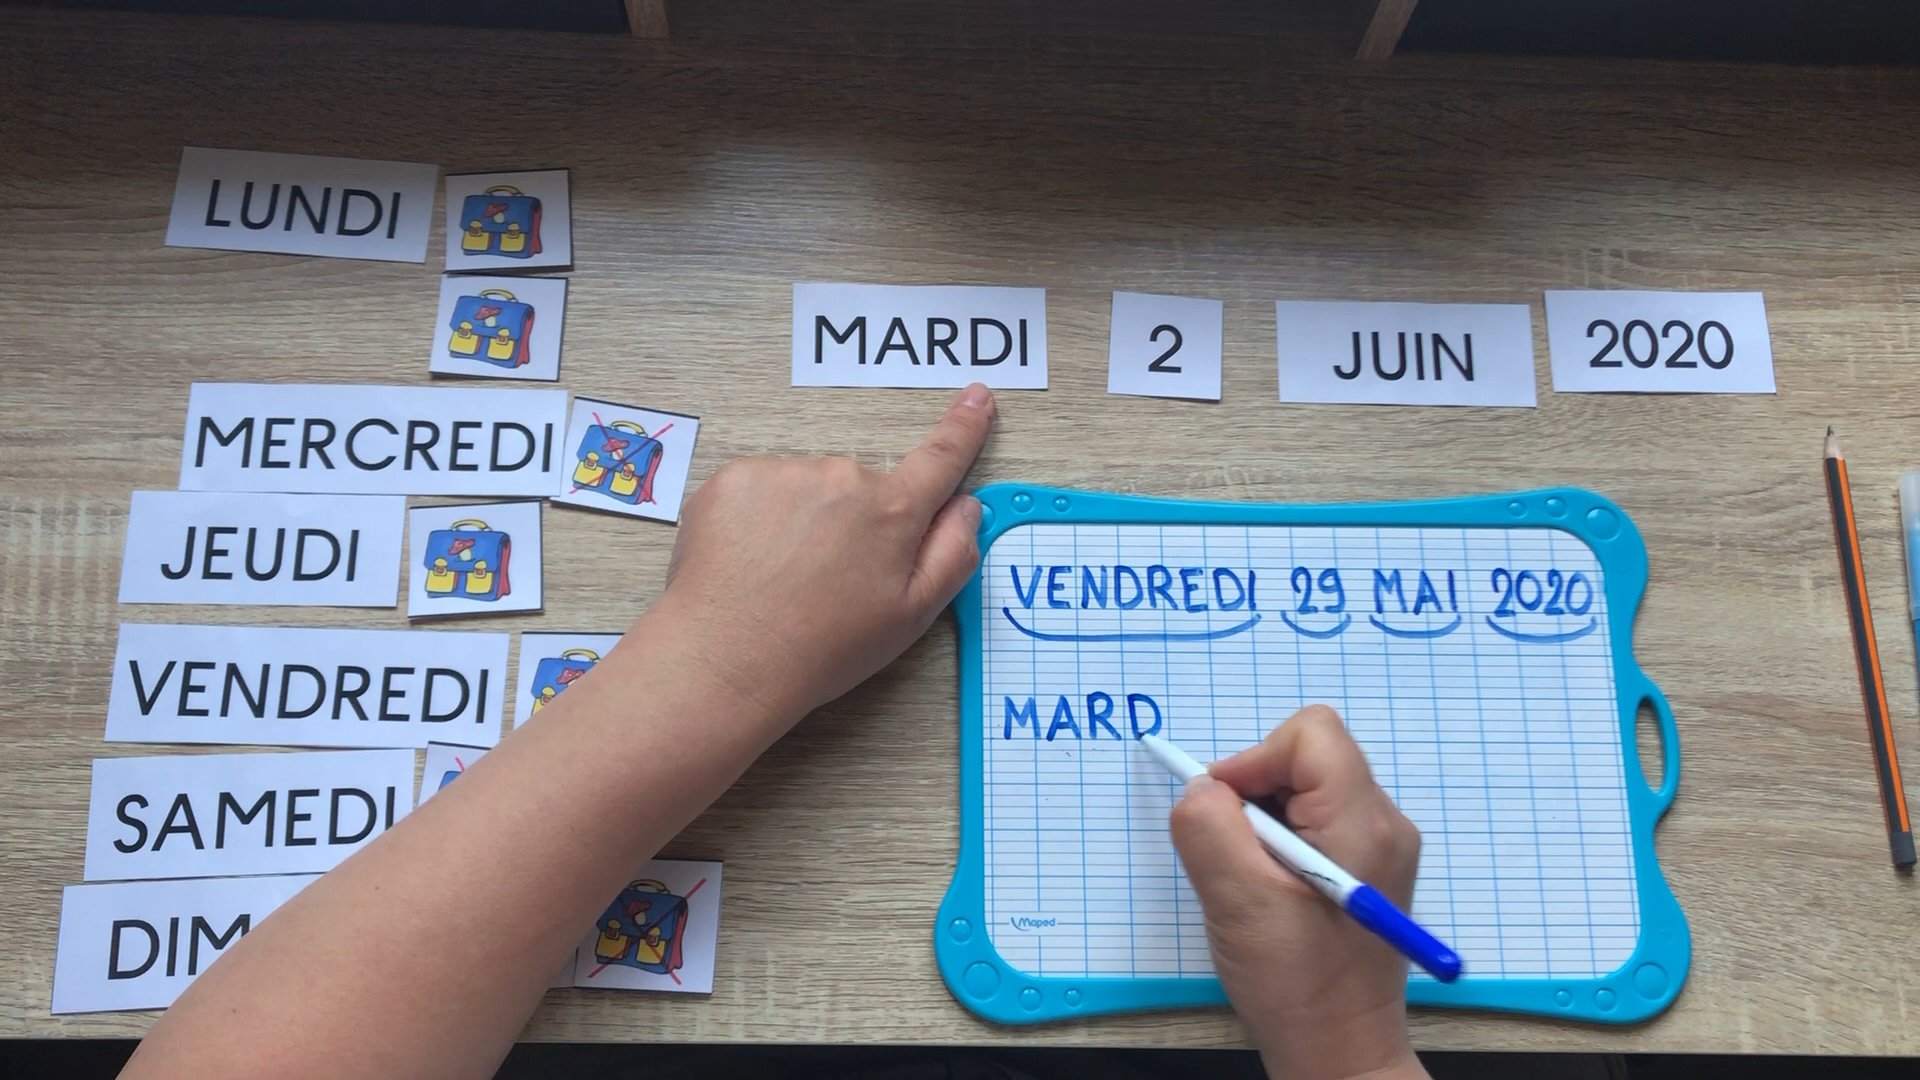 LUNDI
MERCREDI
JEUDI
VENDREDI
SAMEDI
DIM
MARDI 2 JUIN 2020
VENDREDI 29 MAI 2020
MARD
Maped